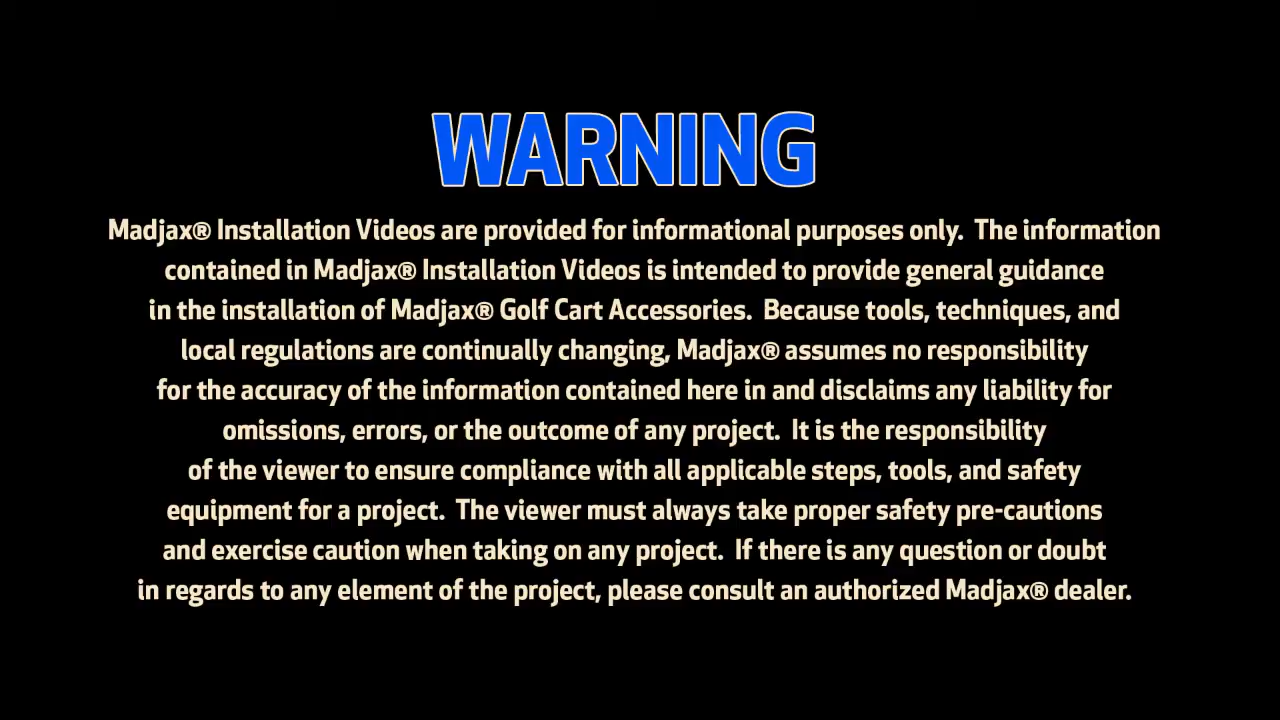 WARNING
Madjax® Installation Videos are provided for informational purposes only.  The information
contained in Madjax® Installation Videos is intended to provide general guidance
in the installation of Madjax® Golf Cart Accessories.  Because tools, techniques, and
local regulations are continually changing, Madjax® assumes no responsibility
for the accuracy of the information contained here in and disclaims any liability for
omissions, errors, or the outcome of any project.  It is the responsibility
of the viewer to ensure compliance with all applicable steps, tools, and safety
equipment for a project.  The viewer must always take proper safety pre-cautions
and exercise caution when taking on any project.  If there is any question or doubt
in regards to any element of the project, please consult an authorized Madjax® dealer.